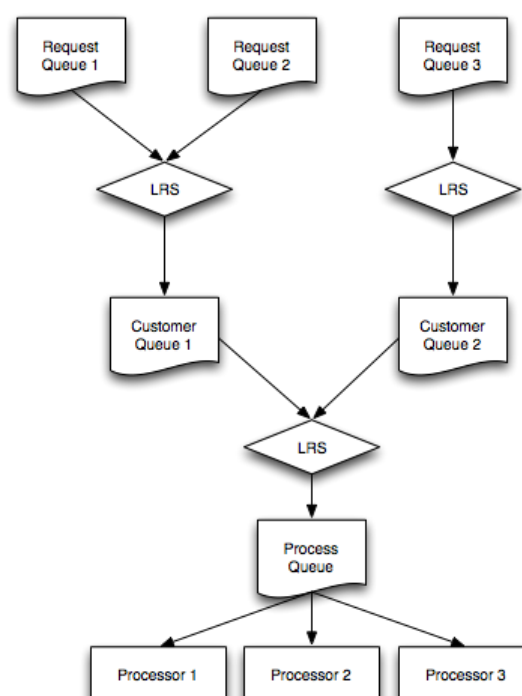 Request
Queue 1
Request
Queue 2
Request
Queue 3
LRS
LRS
Customer
Queue 1
Customer
Queue 2
LRS
Process
Queue
Processor 1
Processor 2
Processor 3